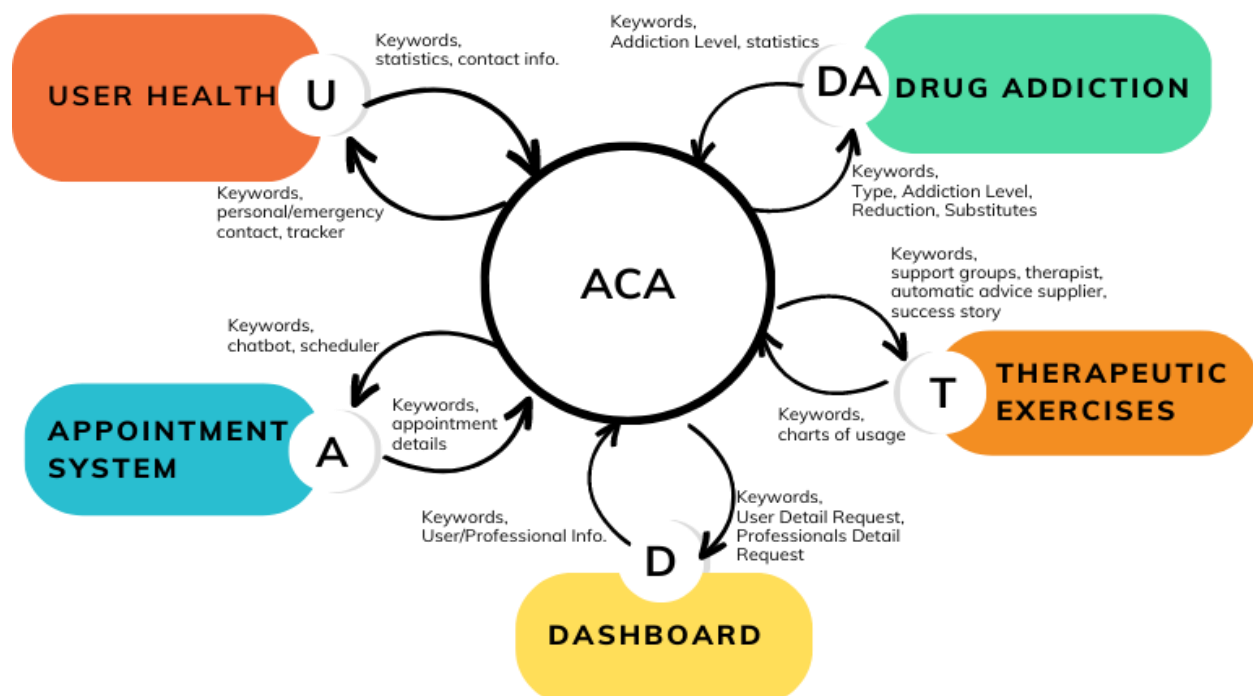 Keywords,
statistics, contact info.
USER HEALTH
U
Keywords,
personal/emergency
contact, tracker
Keywords,
Addiction Level, statistics
DA
DRUG ADDICTION
Keywords,
Type, Addiction Level,
Reduction, Substitutes
ACA
Keywords,
support groups, therapist,
automatic advice supplier,
success story
T
THERAPEUTIC
EXERCISES
Keywords,
charts of usage
Keywords,
chatbot, scheduler
APPOINTMENT
SYSTEM
A
Keywords,
appointment
details
Keywords,
User/Professional Info.
Keywords,
User Detail Request,
Professionals Detail
Request
D
DASHBOARD